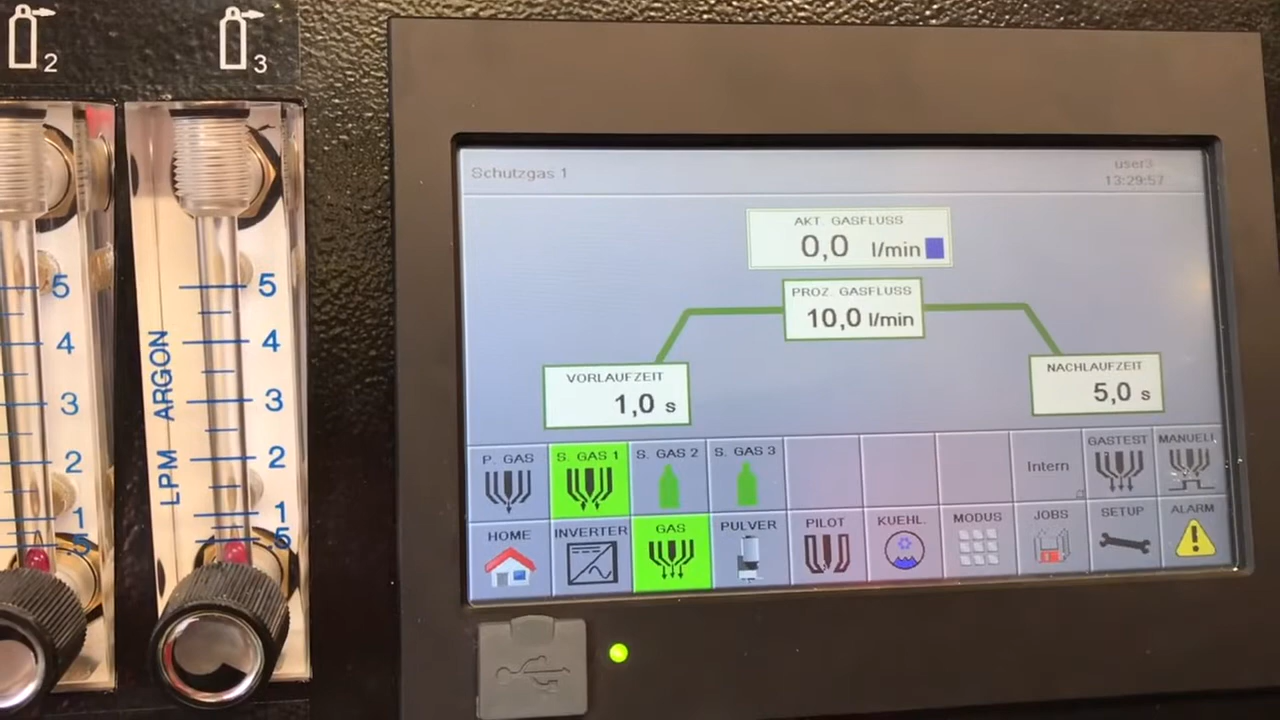 2
3
5
4
3
2
1
.5
LPM ARGON
5
4
3
2
1
.5
Schutzgas 1
user3
13:29:57
AKT. GASFLUSS
0,0 l/min
PROZ. GASFLUSS
10,0 l/min
VORLAUFZEIT
1,0 s
NACHLAUFZEIT
5,0 s
P. GAS
S. GAS 1
S. GAS 2
S. GAS 3
Intern
GASTEST
MANUELL
HOME
INVERTER
GAS
PULVER
PILOT
KUEHL.
MODUS
JOBS
SETUP
ALARM